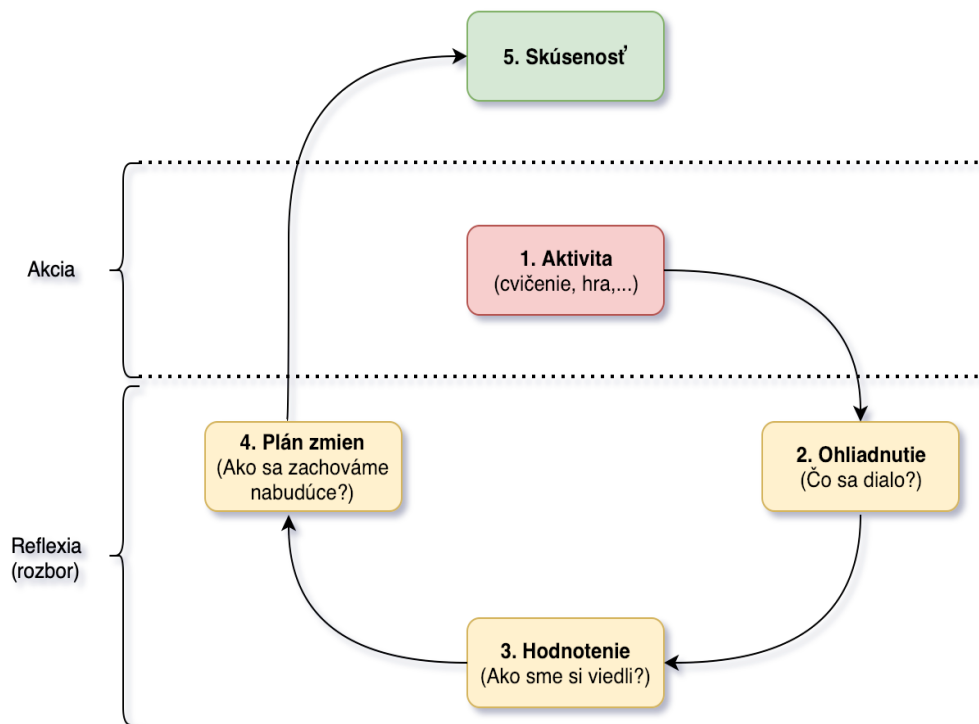 5. Skúsenosť
Akcia
1. Aktivita
(cvičenie, hra,...)
4. Plán zmien
(Ako sa zachováme
nabudúce?)
2. Ohliadnutie
(Čo sa dialo?)
Reflexia
(rozbor)
3. Hodnotenie
(Ako sme si viedli?)